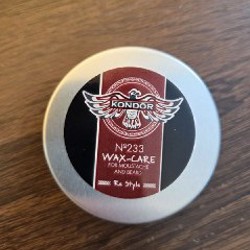 KONDOR
Nº233
WAX-CARE
FOR MOUSTACHE
AND BEARD
Re Style